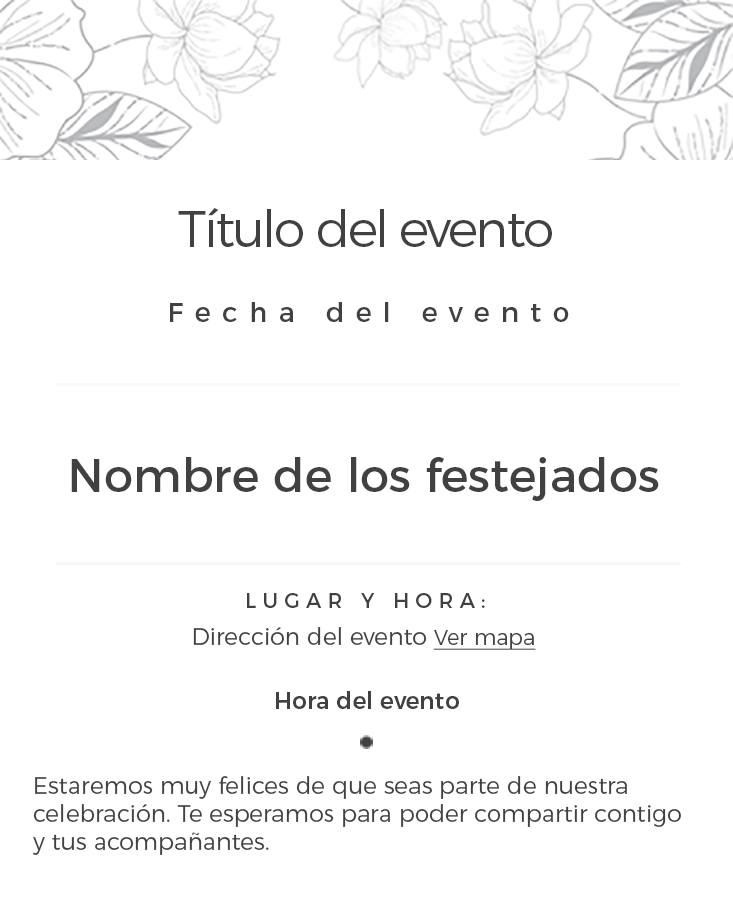 Título del evento
Fecha del evento
Nombre de los festejados
LUGAR Y HORA:
Dirección del evento Ver mapa
Hora del evento
Estaremos muy felices de que seas parte de nuestra
celebración. Te esperamos para poder compartir contigo
y tus acompañantes.